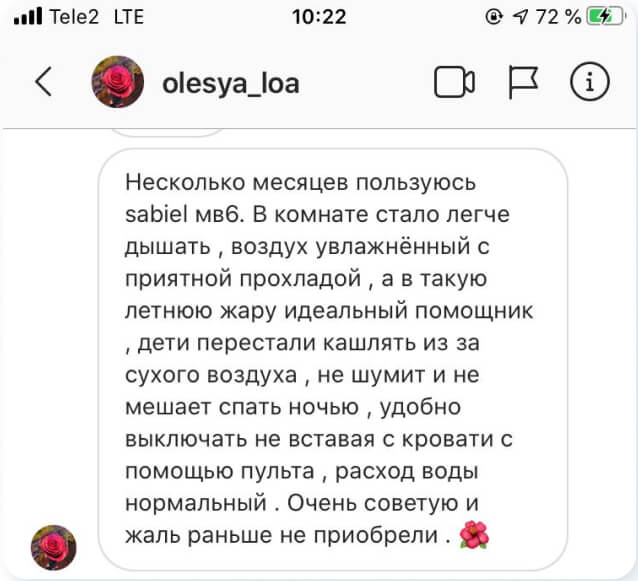 Tele2 LTE 10:22 72 %
olesya_loa
Несколько месяцев пользуюсь
sabiel мв6. В комнате стало легче
дышать , воздух увлажнённый с
приятной прохладой , а в такую
летнюю жару идеальный помощник
, дети перестали кашлять из за
сухого воздуха , не шумит и не
мешает спать ночью , удобно
выключать не вставая с кровати с
помощью пульта , расход воды
нормальный . Очень советую и
жаль раньше не приобрели . 🌺